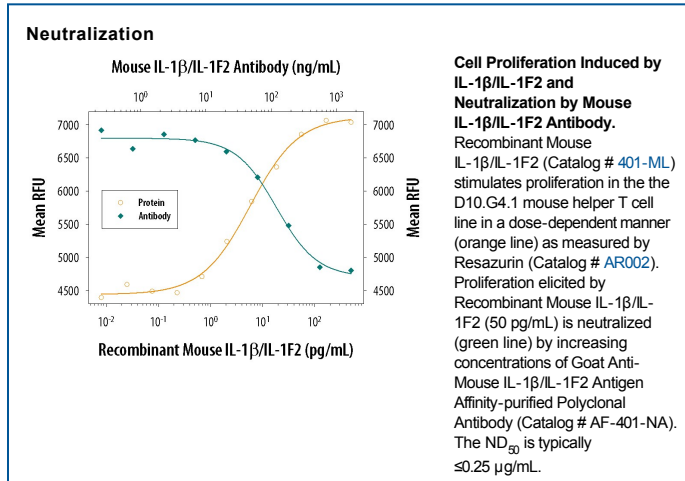 Neutralization
Mouse IL-1β/IL-1F2 Antibody (ng/mL)
10⁰ 10¹ 10² 10³
7000 7000
6500 6500
6000 6000
5500 5500
5000 5000
4500 4500
Mean RFU
Mean RFU
Protein
Antibody
10⁻² 10⁻¹ 10⁰ 10¹ 10²
Recombinant Mouse IL-1β/IL-1F2 (pg/mL)
Cell Proliferation Induced by
IL-1β/IL-1F2 and
Neutralization by Mouse
IL-1β/IL-1F2 Antibody.
Recombinant Mouse
IL-1β/IL-1F2 (Catalog # 401-ML)
stimulates proliferation in the the
D10.G4.1 mouse helper T cell
line in a dose-dependent manner
(orange line) as measured by
Resazurin (Catalog # AR002).
Proliferation elicited by
Recombinant Mouse IL-1β/IL-
1F2 (50 pg/mL) is neutralized
(green line) by increasing
concentrations of Goat Anti-
Mouse IL-1β/IL-1F2 Antigen
Affinity-purified Polyclonal
Antibody (Catalog # AF-401-NA).
The ND₅₀ is typically
≤0.25 µg/mL.